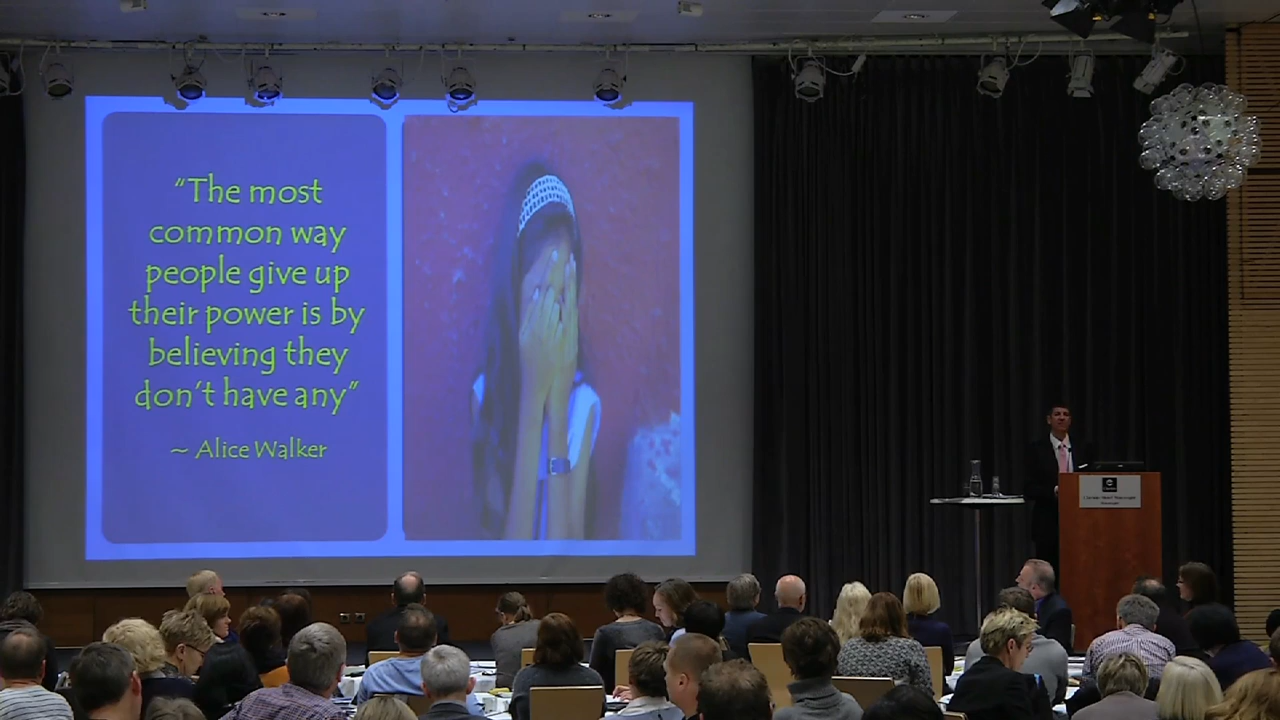 “The most
common way
people give up
their power is by
believing they
don’t have any”
~ Alice Walker